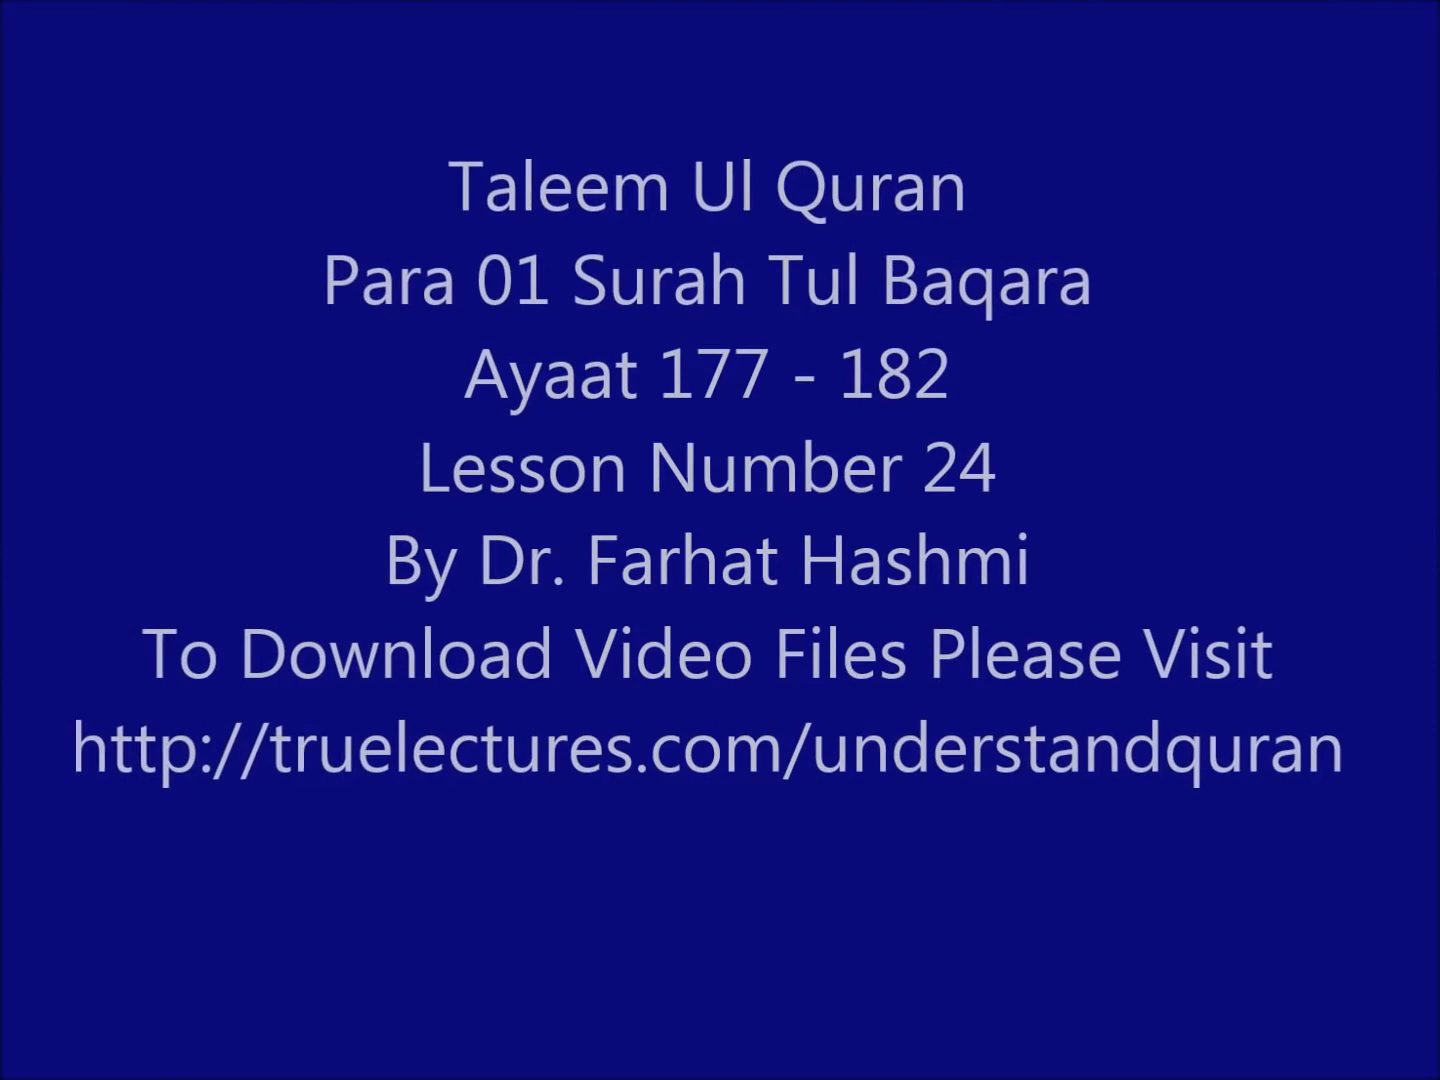 Taleem Ul Quran
Para 01 Surah Tul Baqara
Ayaat 177 - 182
Lesson Number 24
By Dr. Farhat Hashmi
To Download Video Files Please Visit
http://truelectures.com/understandquran